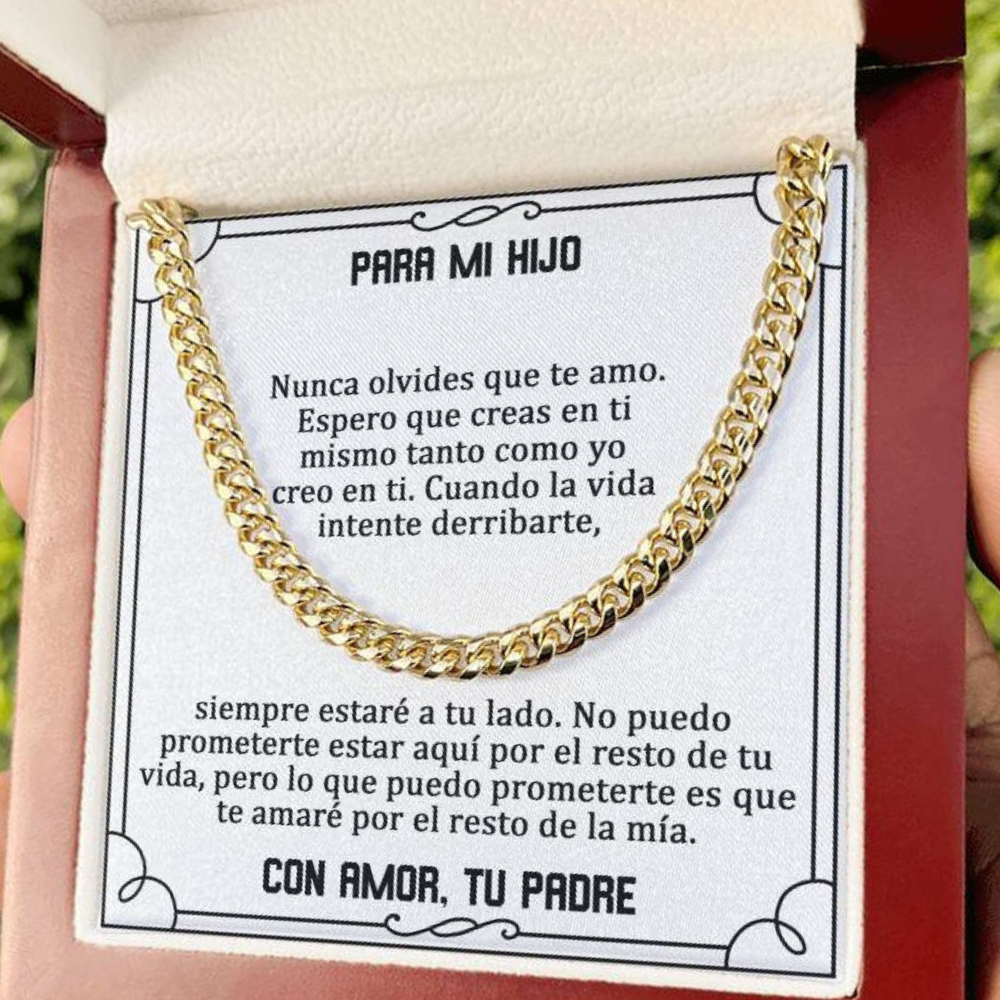 PARA MI HIJO
Nunca olvides que te amo.
Espero que creas en ti
mismo tanto como yo
creo en ti. Cuando la vida
intente derribarte,
siempre estaré a tu lado. No puedo
prometerte estar aquí por el resto de tu
vida, pero lo que puedo prometerte es que
te amaré por el resto de la mía.
CON AMOR, TU PADRE